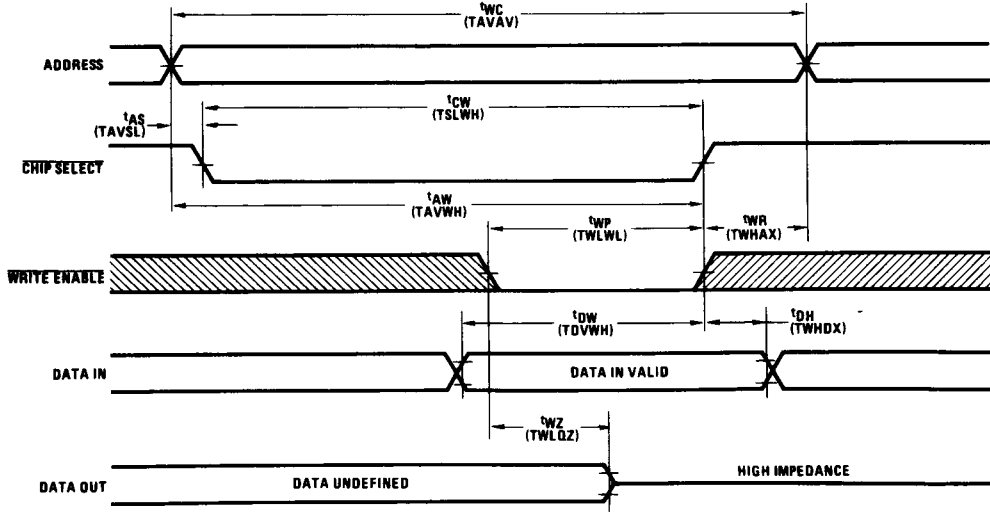 tWC
(TAVAV)
ADDRESS
tCW
(TSLWH)
tAS
(TAVSL)
CHIP SELECT
tAW
(TAVWH)
tWP
(TWLWL)
tWR
(TWHAX)
WRITE ENABLE
tDW
(TDVWH)
tDH
(TWHDX)
DATA IN
DATA IN VALID
tWZ
(TWLQZ)
DATA OUT
DATA UNDEFINED
HIGH IMPEDANCE